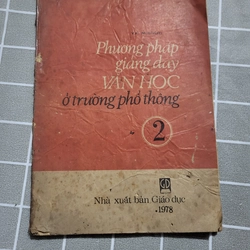 Phương pháp
giảng dạy
VĂN HỌC
ở trường phổ thông
2
Nhà xuất bản Giáo dục
1978